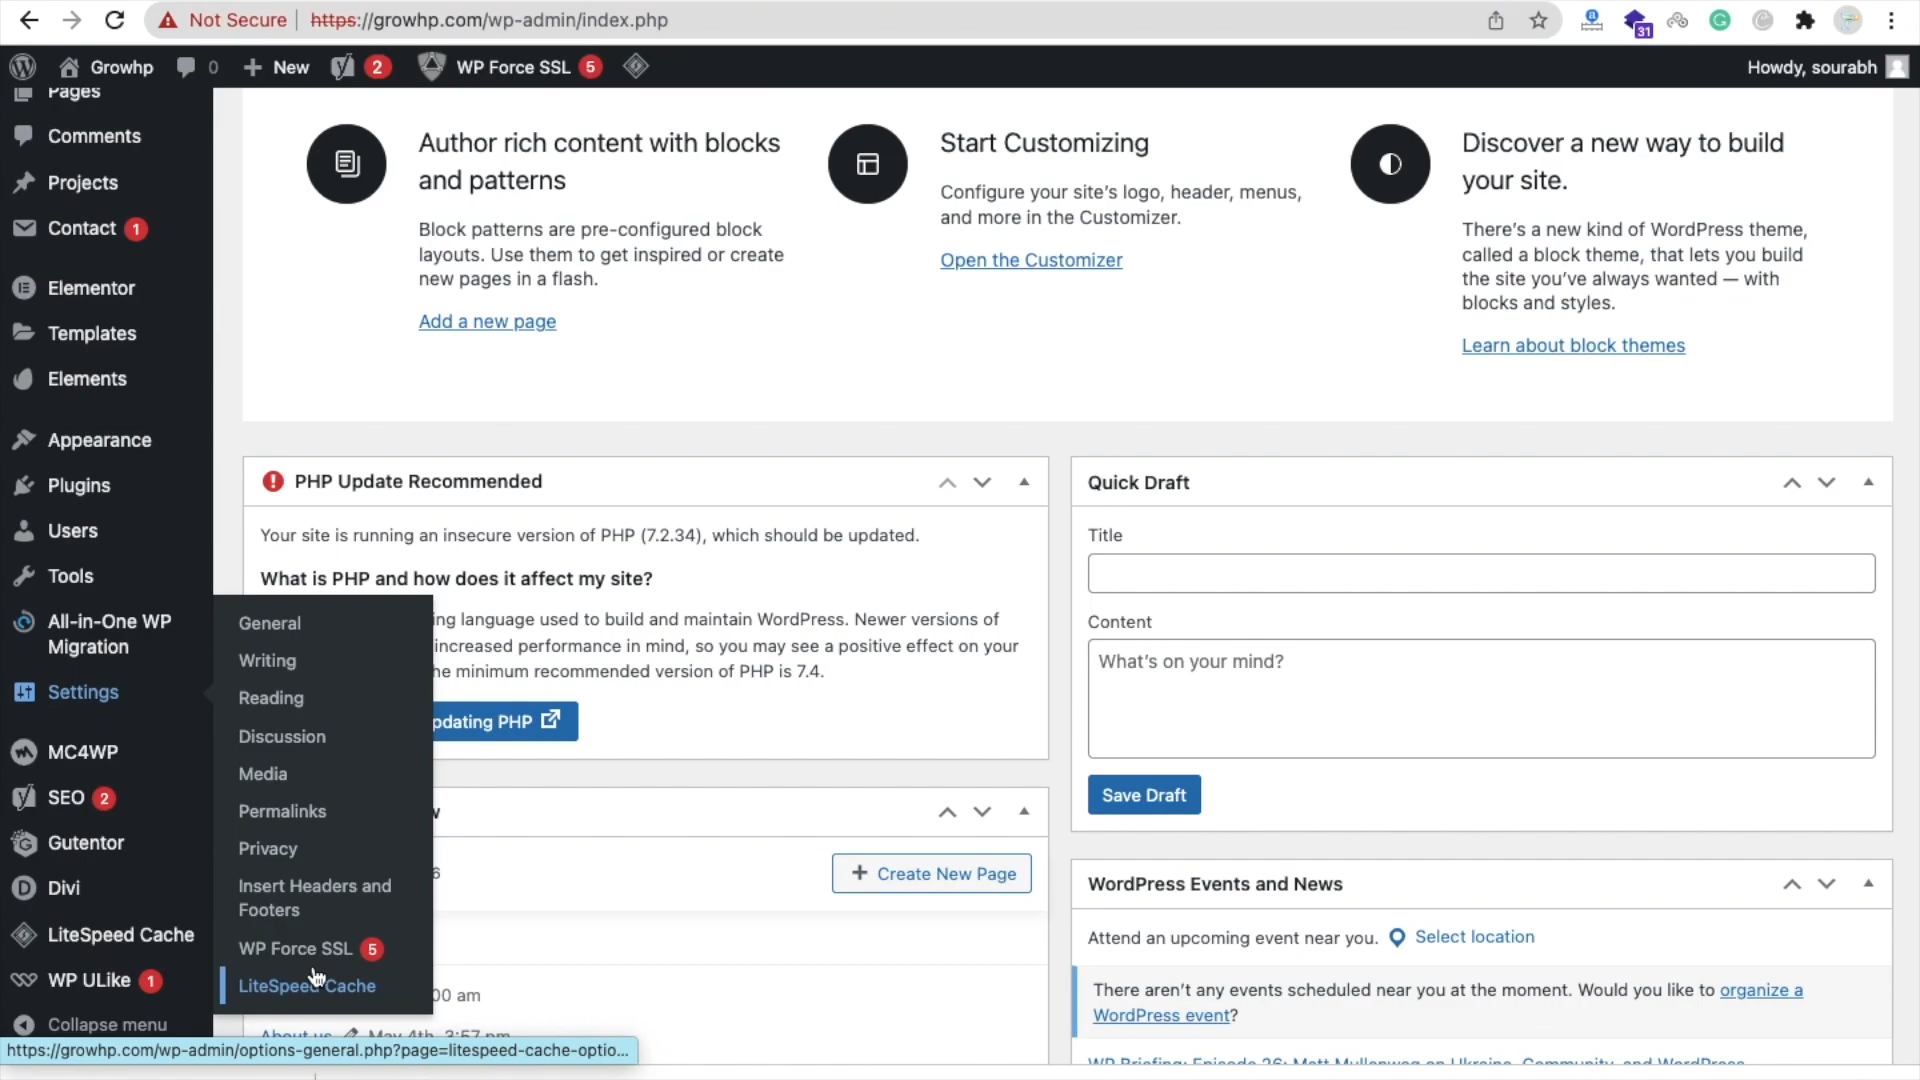 Not Secure
https://growhp.com/wp-admin/index.php
31
Growhp
0
New
2
WP Force SSL 5
Howdy, sourabh
Pages
Comments
Projects
Contact 1
Elementor
Templates
Elements
Appearance
Plugins
Users
Tools
All-in-One WP
Migration
Settings
MC4WP
SEO 2
Gutentor
Divi
LiteSpeed Cache
WP ULike 1
Collapse menu
General
Writing
Reading
Discussion
Media
Permalinks
Privacy
Insert Headers and
Footers
WP Force SSL 5
LiteSpeed Cache
https://growhp.com/wp-admin/options-general.php?page=litespeed-cache-optio...
Author rich content with blocks
and patterns
Block patterns are pre-configured block
layouts. Use them to get inspired or create
new pages in a flash.
Add a new page
Start Customizing
Configure your site's logo, header, menus,
and more in the Customizer.
Open the Customizer
Discover a new way to build
your site.
There's a new kind of WordPress theme,
called a block theme, that lets you build
the site you've always wanted — with
blocks and styles.
Learn about block themes
PHP Update Recommended
Your site is running an insecure version of PHP (7.2.34), which should be updated.
What is PHP and how does it affect my site?
ng language used to build and maintain WordPress. Newer versions of
increased performance in mind, so you may see a positive effect on your
he minimum recommended version of PHP is 7.4.
pdating PHP
w
6
Create New Page
00 am
About us May 4th, 3:57 pm
Quick Draft
Title
Content
What's on your mind?
Save Draft
WordPress Events and News
Attend an upcoming event near you. Select location
There aren't any events scheduled near you at the moment. Would you like to organize a
WordPress event?
WP Briefing: Episode 26: Matt Mullenweg on Ukraine, Community, and WordPress